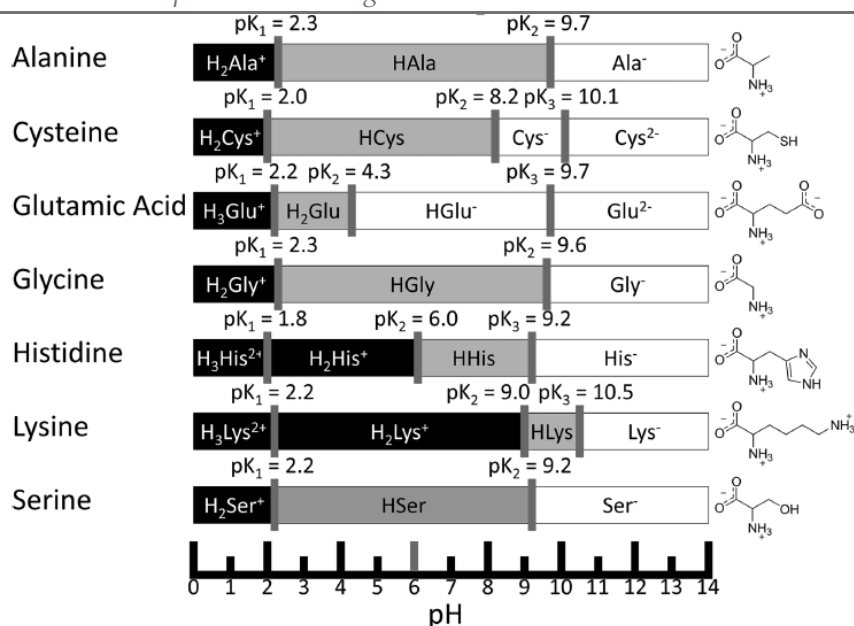 pK₁ = 2.3 pK₂ = 9.7
Alanine H₂Ala⁺ HAla Ala⁻
pK₁ = 2.0 pK₂ = 8.2 pK₃ = 10.1
Cysteine H₂Cys⁺ HCys Cys⁻ Cys²⁻ SH NH₃ +
pK₁ = 2.2 pK₂ = 4.3 pK₃ = 9.7
Glutamic Acid H₃Glu⁺ H₂Glu HGlu⁻ Glu²⁻
pK₁ = 2.3 pK₂ = 9.6
Glycine H₂Gly⁺ HGly Gly⁻
pK₁ = 1.8 pK₂ = 6.0 pK₃ = 9.2
Histidine H₃His²⁺ H₂His⁺ HHis His⁻
pK₁ = 2.2 pK₂ = 9.0 pK₃ = 10.5
Lysine H₃Lys²⁺ H₂Lys⁺ HLys Lys⁻
pK₁ = 2.2 pK₂ = 9.2
Serine H₂Ser⁺ HSer Ser⁻
0 1 2 3 4 5 6 7 8 9 10 11 12 13 14
pH